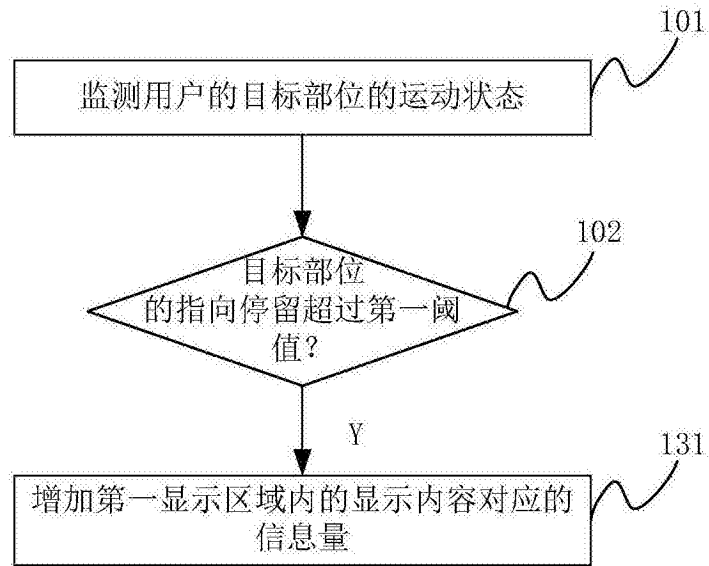 101
监测用户的目标部位的运动状态
102
目标部位
的指向停留超过第一阈
值？
Y
131
增加第一显示区域内的显示内容对应的
信息量